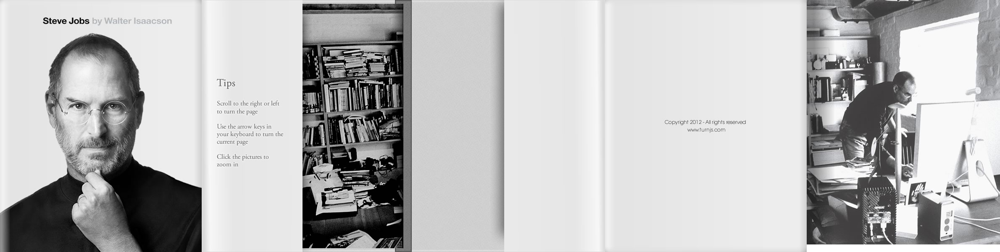 Steve Jobs by Walter Isaacson
Tips
Scroll to the right or left
to turn the page
Use the arrow keys in
your keyboard to turn the
current page
Click the pictures to
zoom in
Copyright 2012 - All rights reserved
www.turnjs.com
GENELEC